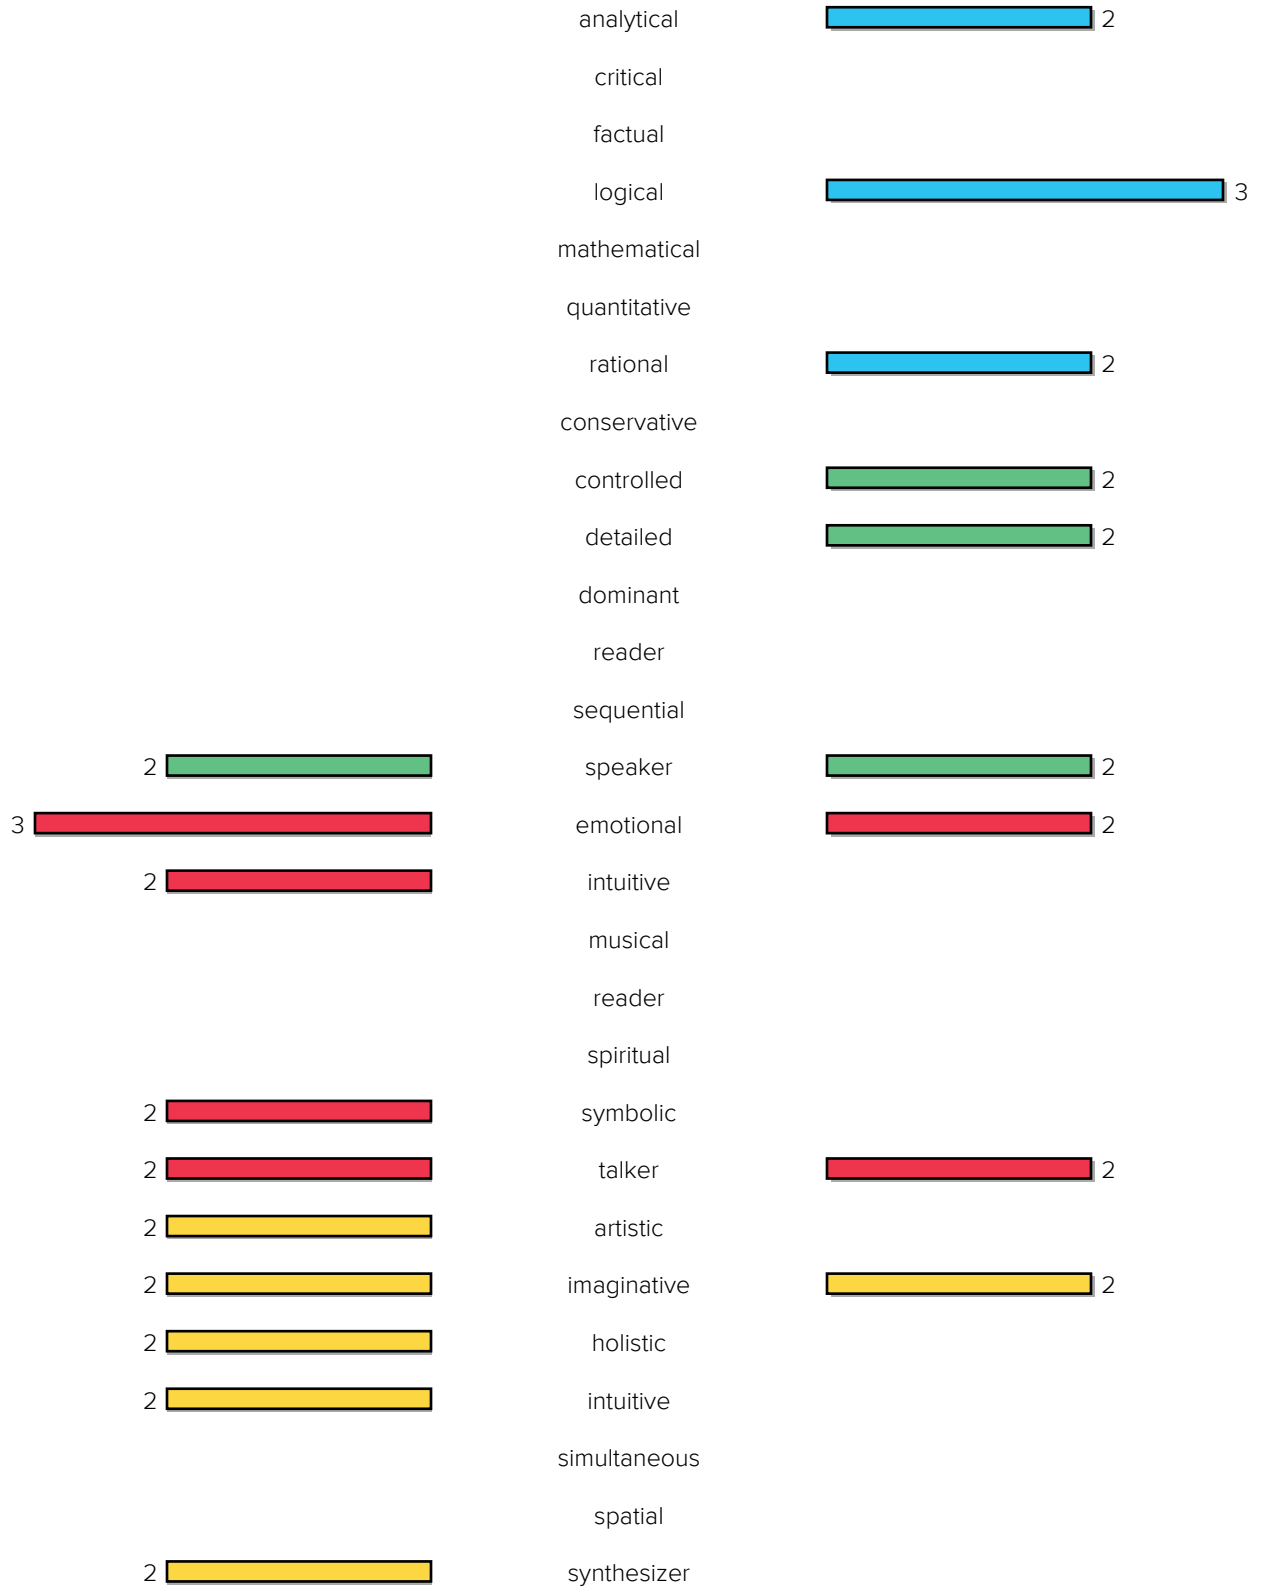 analytical 2
critical
factual
logical 3
mathematical
quantitative
rational 2
conservative
controlled 2
detailed 2
dominant
reader
sequential
2 speaker 2
3 emotional 2
2 intuitive
musical
reader
spiritual
2 symbolic
2 talker 2
2 artistic
2 imaginative 2
2 holistic
2 intuitive
simultaneous
spatial
2 synthesizer